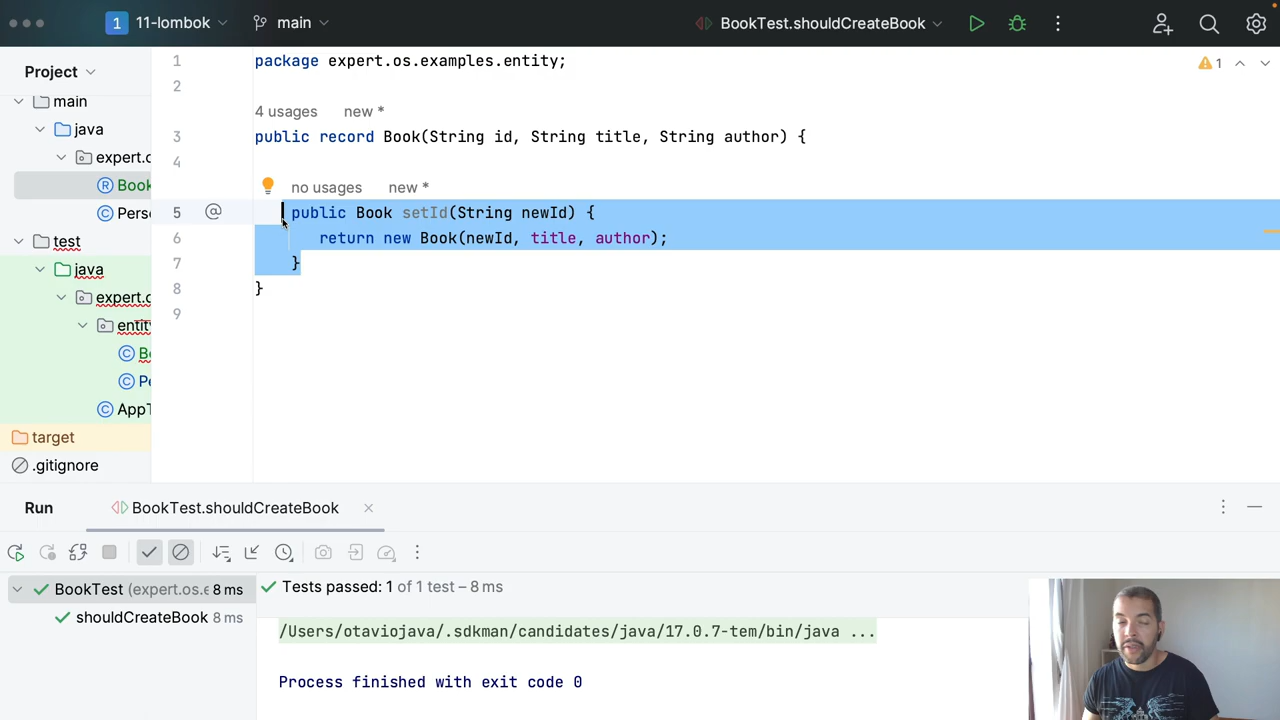 1 11-lombok main BookTest.shouldCreateBook
Project
main
java
expert.o
Book
Perso
test
java
expert.o
entity
Bo
Pe
AppT
target
.gitignore
1
1 package expert.os.examples.entity;
2
4 usages new *
3 public record Book(String id, String title, String author) {
4
no usages new *
5 public Book setId(String newId) {
6 return new Book(newId, title, author);
7 }
8 }
9
Run BookTest.shouldCreateBook
BookTest (expert.os.e 8 ms
shouldCreateBook 8 ms
Tests passed: 1 of 1 test – 8 ms
/Users/otaviojava/.sdkman/candidates/java/17.0.7-tem/bin/java ...
Process finished with exit code 0